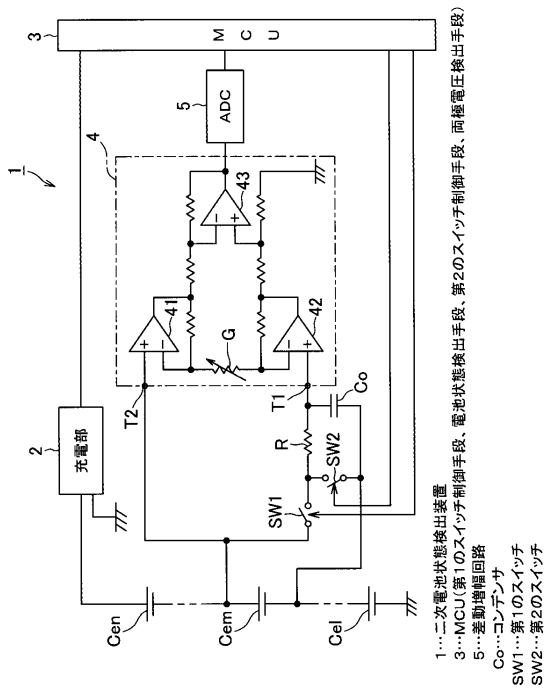 1
3
MCU
5
ADC
4
43
41
42
G
T2
T1
Co
R
SW2
SW1
2
充電部
Cen
Cem
Cel
1…二次電池状態検出装置
3…MCU(第1のスイッチ制御手段、電池状態検出手段、第2のスイッチ制御手段、両極電圧検出手段)
5…差動増幅回路
Co…コンデンサ
SW1…第1のスイッチ
SW2…第2のスイッチ